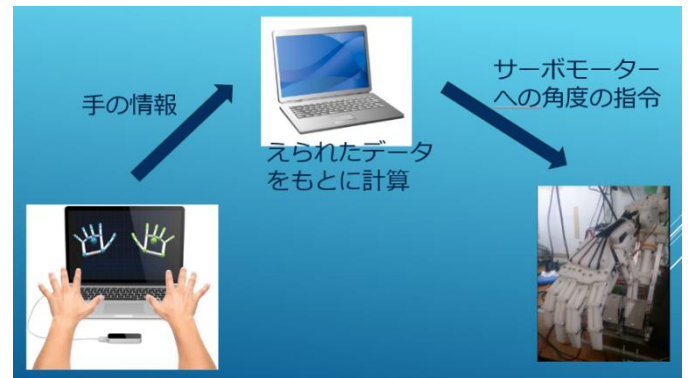 手の情報
えられたデータ
をもとに計算
サーボモーター
への角度の指令